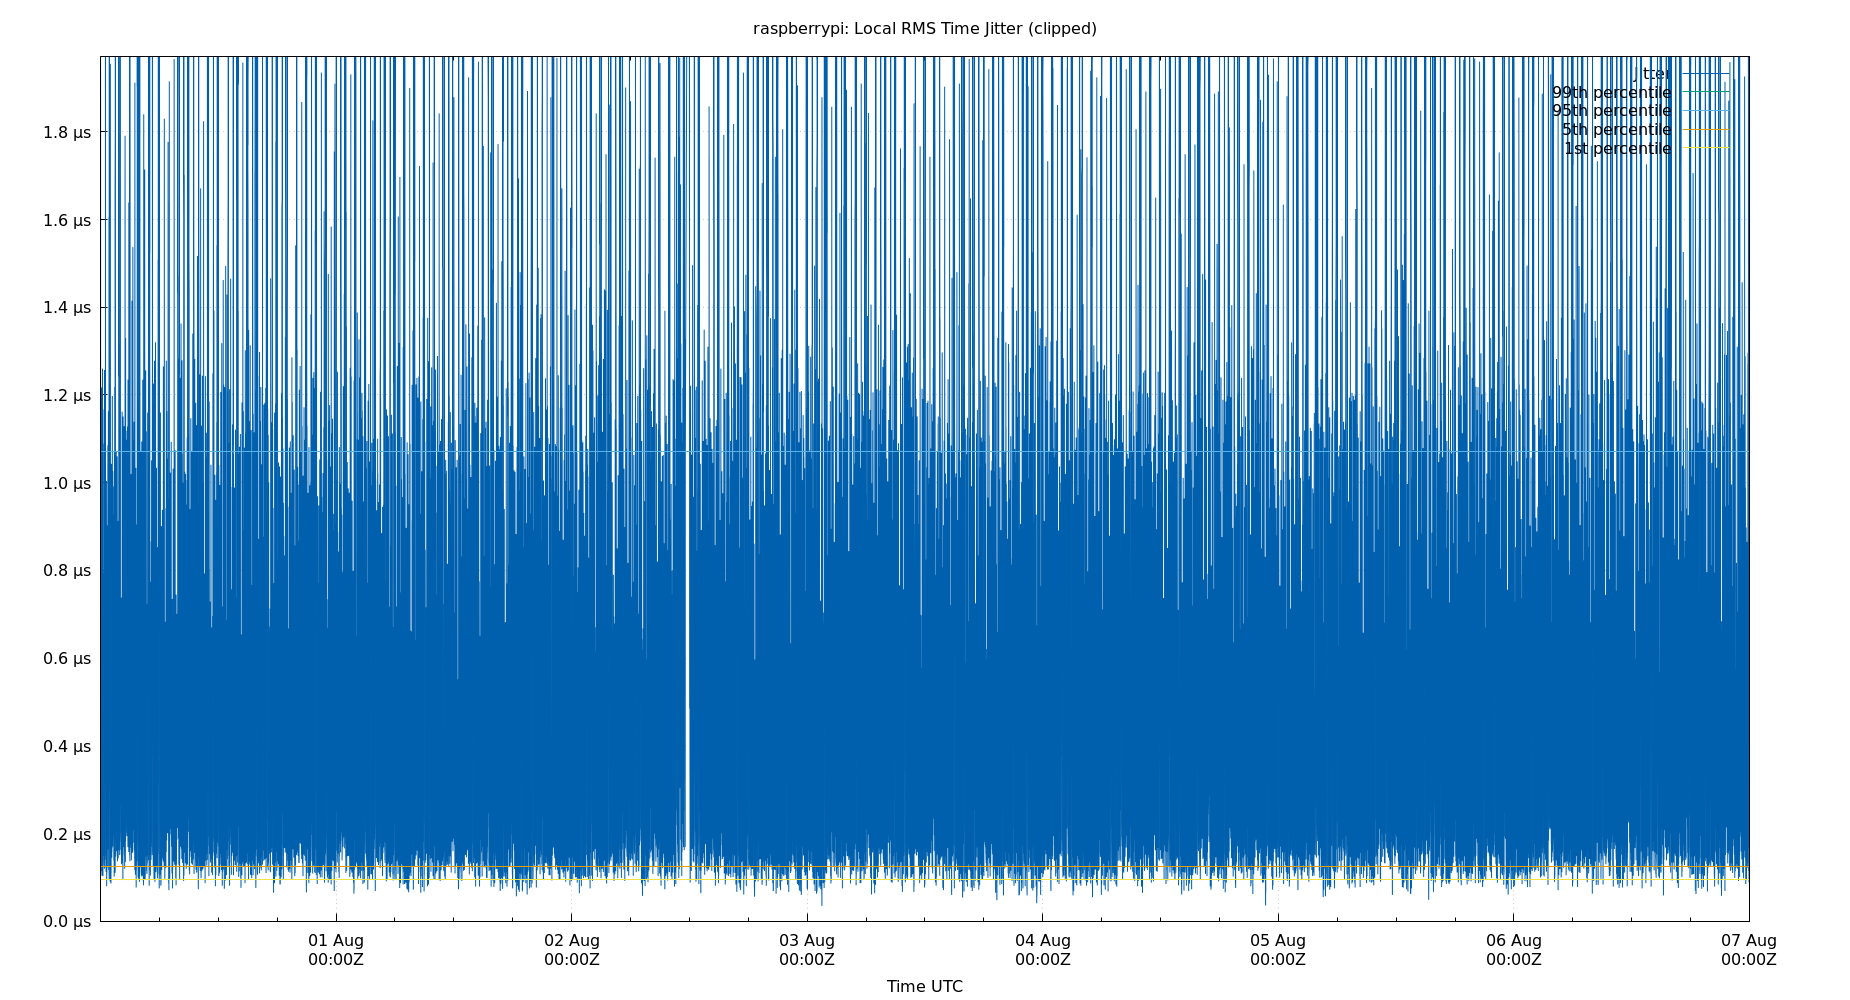 raspberrypi: Local RMS Time Jitter (clipped)
jitter
99th percentile
95th percentile
5th percentile
1st percentile
1.8 µs
1.6 µs
1.4 µs
1.2 µs
1.0 µs
0.8 µs
0.6 µs
0.4 µs
0.2 µs
0.0 µs
01 Aug 02 Aug 03 Aug 04 Aug 05 Aug 06 Aug 07 Aug
00:00Z 00:00Z 00:00Z 00:00Z 00:00Z 00:00Z 00:00Z
Time UTC